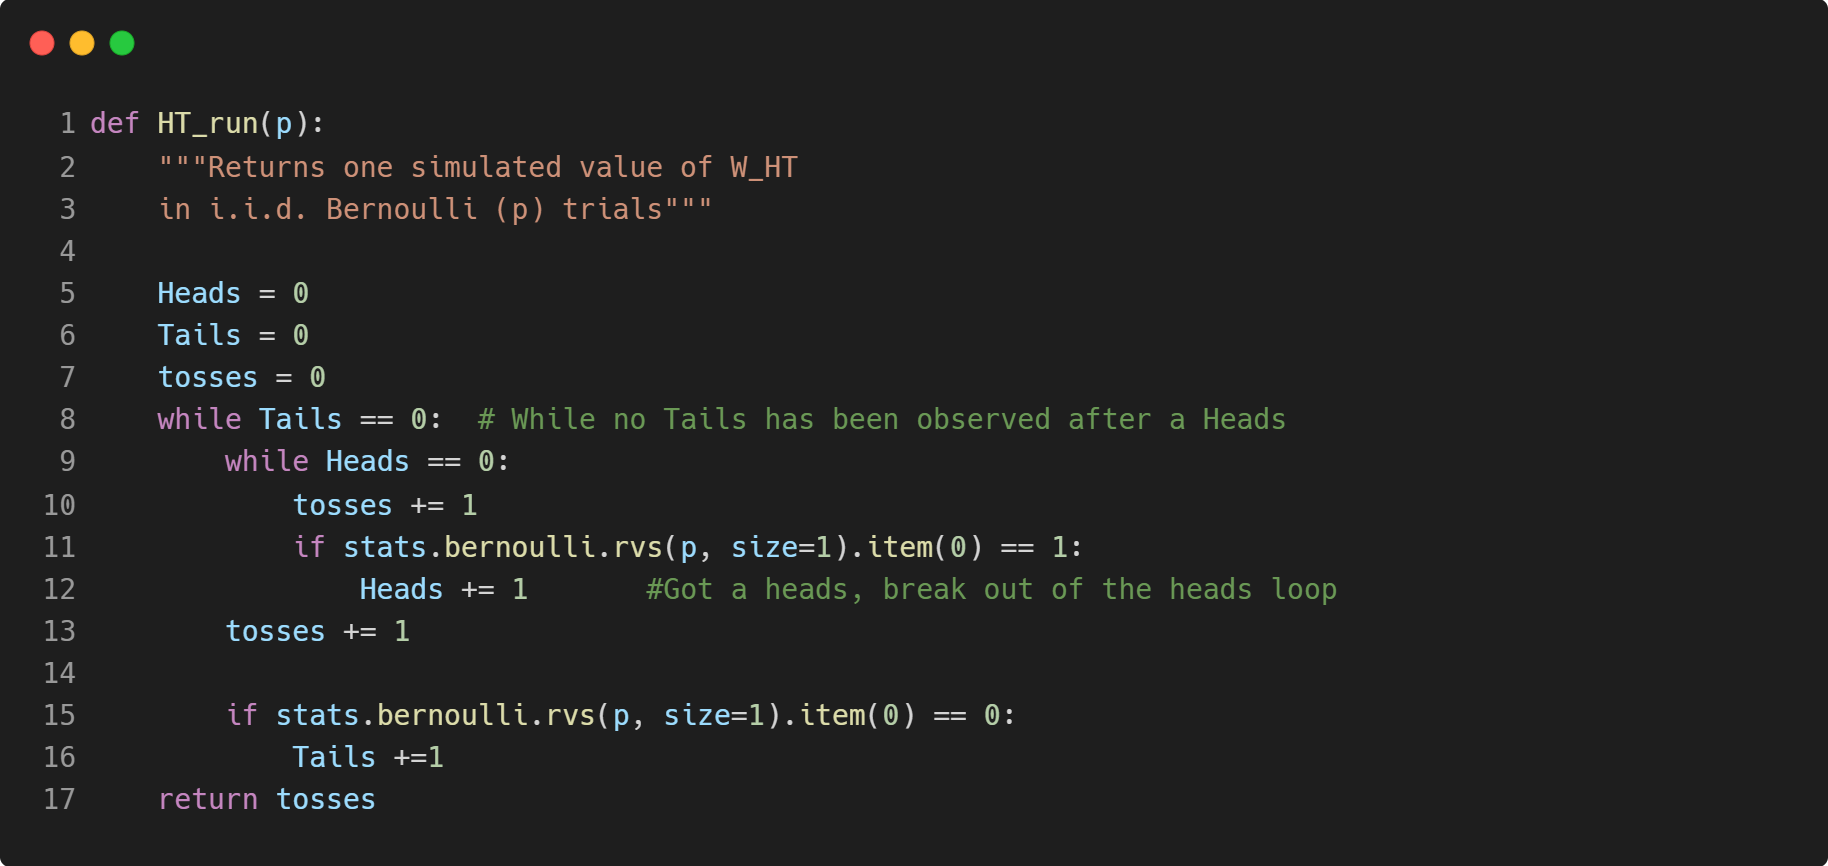 1 def HT_run(p):
2     """Returns one simulated value of W_HT
3     in i.i.d. Bernoulli (p) trials"""
4
5     Heads = 0
6     Tails = 0
7     tosses = 0
8     while Tails == 0:  # While no Tails has been observed after a Heads
9         while Heads == 0:
10             tosses += 1
11             if stats.bernoulli.rvs(p, size=1).item(0) == 1:
12                 Heads += 1       #Got a heads, break out of the heads loop
13         tosses += 1
14
15         if stats.bernoulli.rvs(p, size=1).item(0) == 0:
16             Tails +=1
17     return tosses